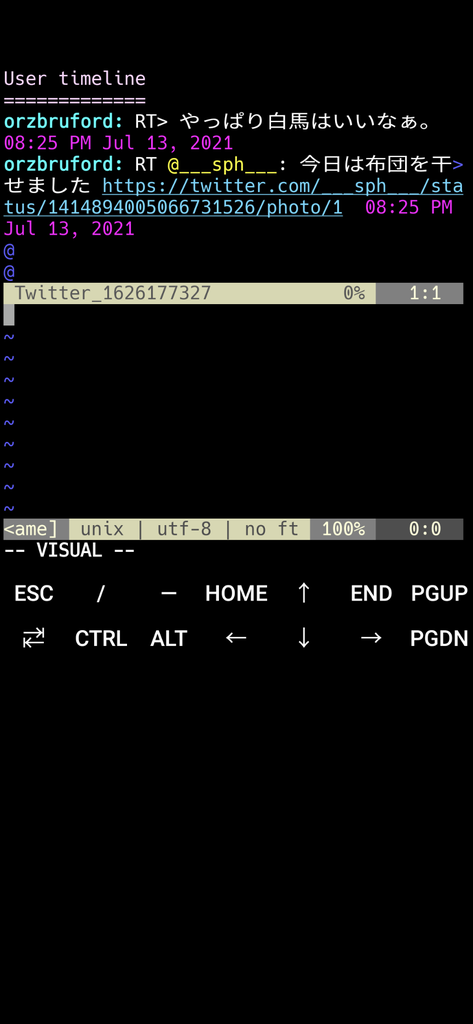 User timeline
=============
orzbruford: RT> やっぱり白馬はいいなぁ。
08:25 PM Jul 13, 2021
orzbruford: RT @___sph___: 今日は布団を干>
せました https://twitter.com/___sph___/sta
tus/1414894005066731526/photo/1  08:25 PM
Jul 13, 2021
@
@
Twitter_1626177327 0% 1:1
~
~
~
~
~
~
~
~
~
<ame] unix | utf-8 | no ft 100% 0:0
-- VISUAL --
ESC / — HOME ↑ END PGUP
⇄ CTRL ALT ← ↓ → PGDN